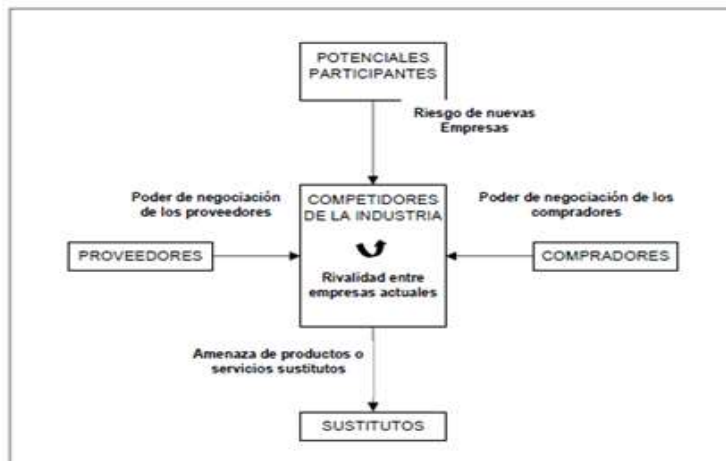 POTENCIALES
PARTICIPANTES
Riesgo de nuevas
Empresas
Poder de negociación
de los proveedores
COMPETIDORES
DE LA INDUSTRIA
Poder de negociación de los
compradores
PROVEEDORES
Rivalidad entre
empresas actuales
COMPRADORES
Amenaza de productos o
servicios sustitutos
SUSTITUTOS